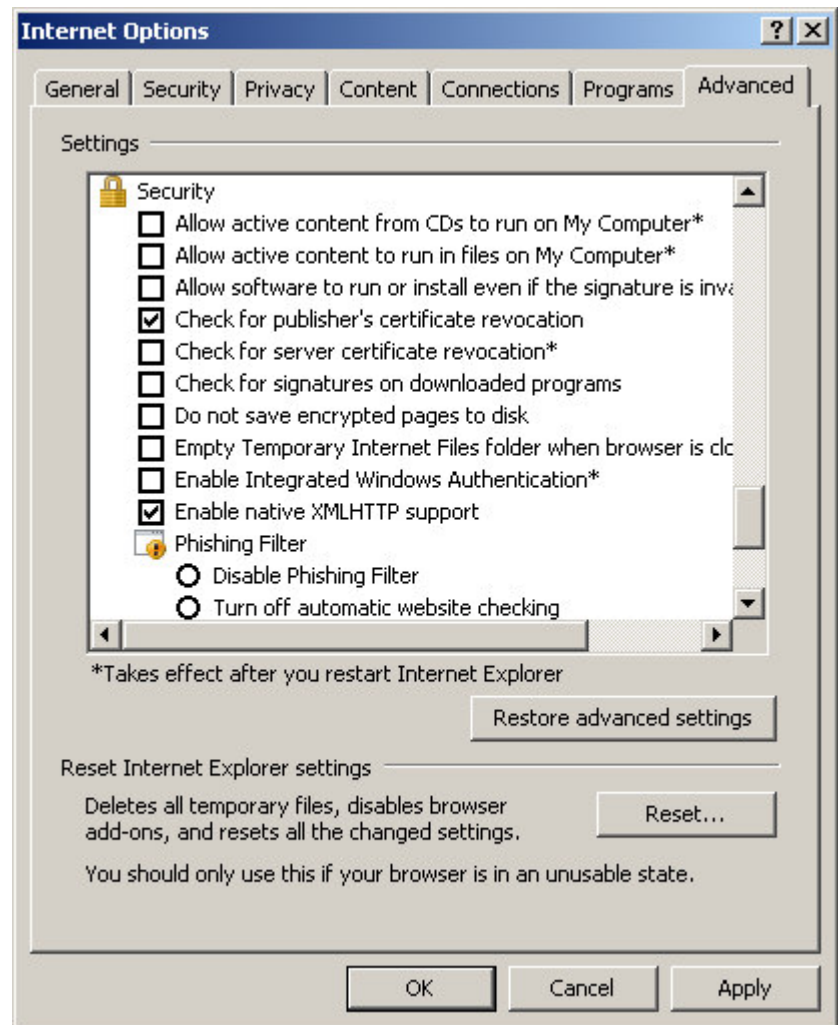 Internet Options
General Security Privacy Content Connections Programs Advanced
Settings
Security
Allow active content from CDs to run on My Computer*
Allow active content to run in files on My Computer*
Allow software to run or install even if the signature is inva
Check for publisher's certificate revocation
Check for server certificate revocation*
Check for signatures on downloaded programs
Do not save encrypted pages to disk
Empty Temporary Internet Files folder when browser is clo
Enable Integrated Windows Authentication*
Enable native XMLHTTP support
Phishing Filter
Disable Phishing Filter
Turn off automatic website checking
*Takes effect after you restart Internet Explorer
Restore advanced settings
Reset Internet Explorer settings
Deletes all temporary files, disables browser
add-ons, and resets all the changed settings.
Reset...
You should only use this if your browser is in an unusable state.
OK Cancel Apply